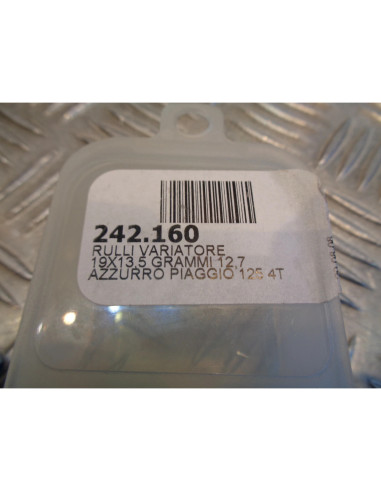 242.160
RULLI VARIATORE
19X13,5 GRAMMI 12,7
AZZURRO PIAGGIO 125 4T